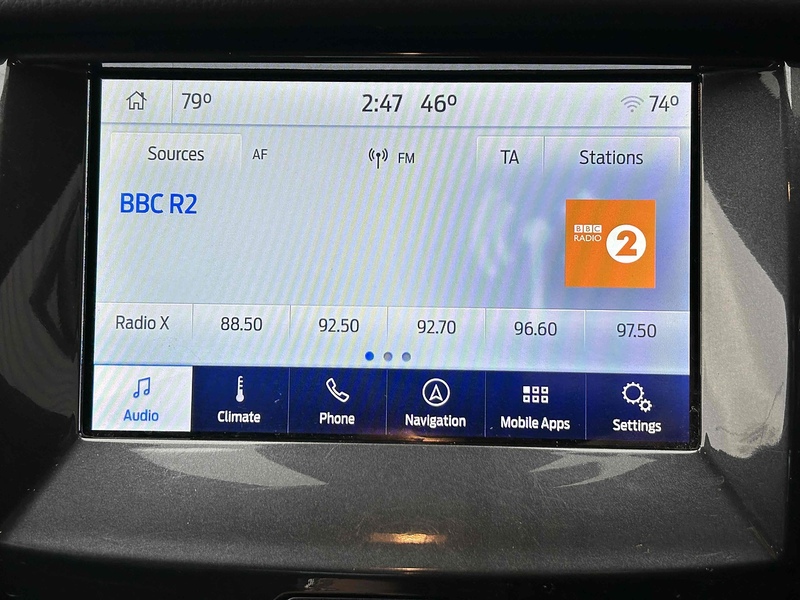 79° 2:47 46° 74°
Sources AF FM TA Stations
BBC R2
BBC
RADIO 2
Radio X 88.50 92.50 92.70 96.60 97.50
Audio Climate Phone Navigation Mobile Apps Settings